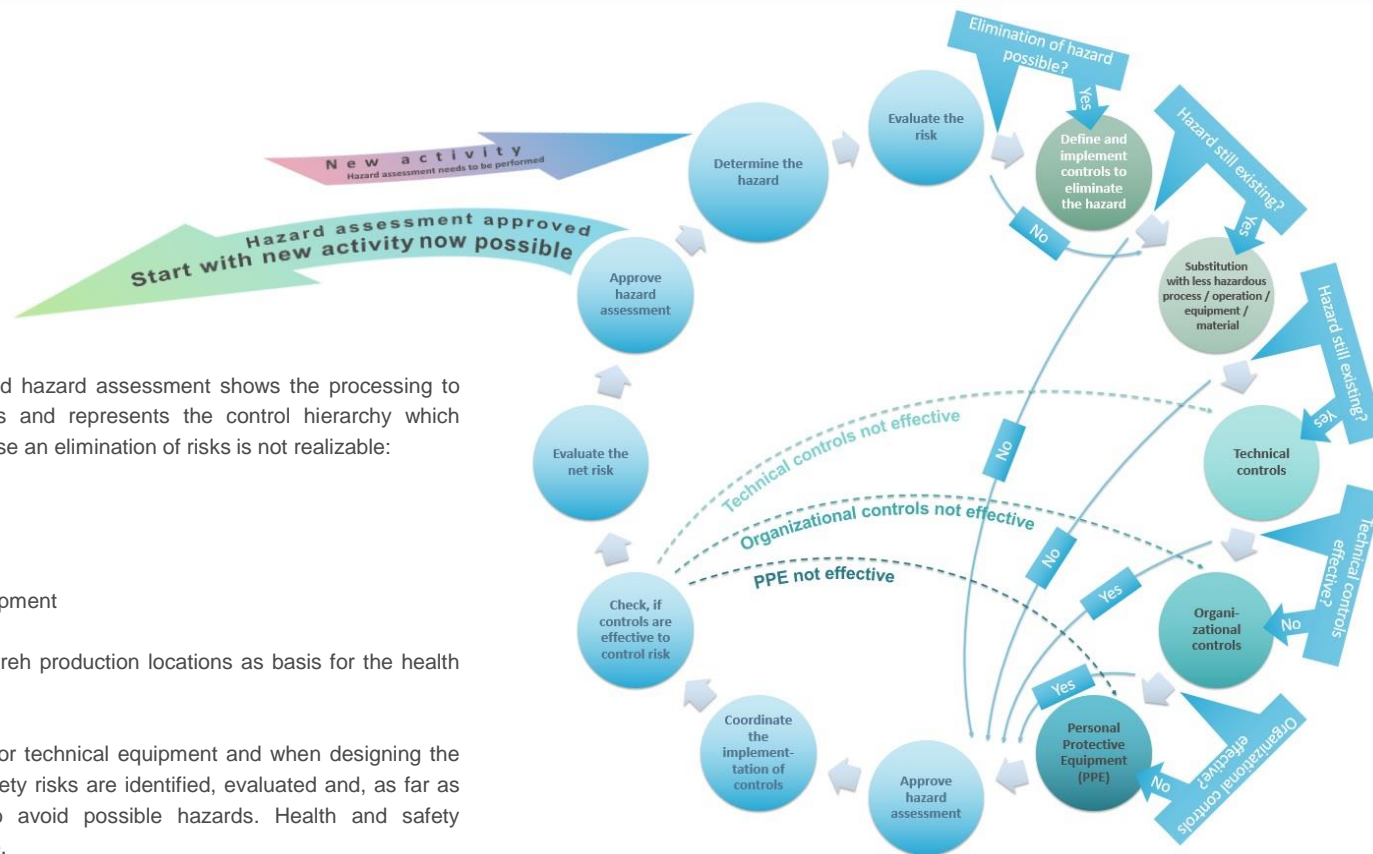 Elimination of hazard
possible?
Yes
Evaluate the
risk
Define and
implement
controls to
eliminate
the hazard
No
Hazard still existing?
Yes
New activity
Hazard assessment needs to be performed
Determine the
hazard
Hazard assessment approved
Start with new activity now possible
Approve
hazard
assessment
Substitution
with less hazardous
process / operation /
equipment /
material
Hazard still existing?
Yes
hazard assessment shows the processing to
and represents the control hierarchy which
an elimination of risks is not realizable:
Technical controls not effective
No
Technical
controls
Evaluate the
net risk
Organizational controls not effective
No
Technical controls
effective?
PPE not effective
Yes
No
Check, if
controls are
effective to
control risk
Organi-
zational
controls
production locations as basis for the health
Yes
Organizational controls
effective?
No
Coordinate
the
implement-
tation of
controls
Personal
Protective
Equipment
(PPE)
Approve
hazard
assessment
or technical equipment and when designing the
risks are identified, evaluated and, as far as
avoid possible hazards. Health and safety